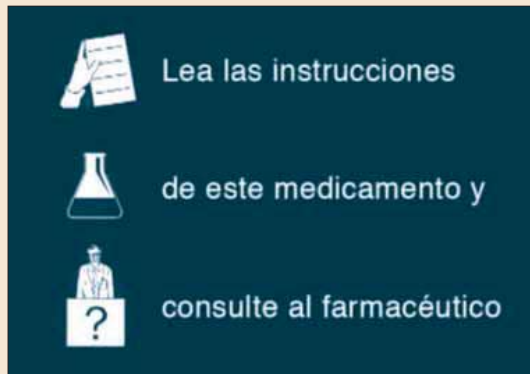 Lea las instrucciones
de este medicamento y
?
consulte al farmacéutico